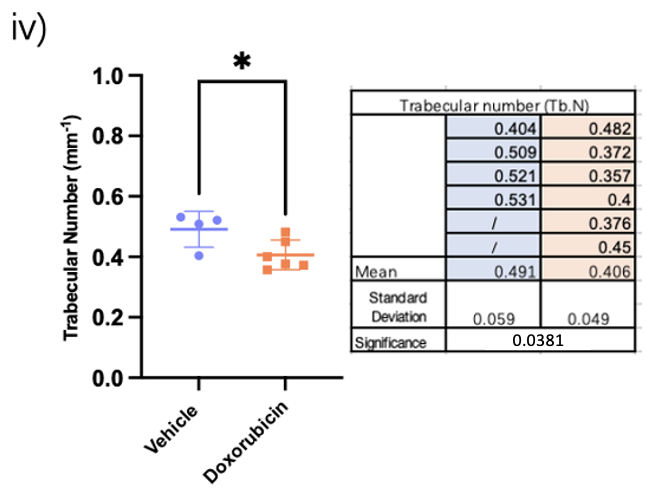 iv)
*
Trabecular Number (mm-1)
1.0
0.8
0.6
0.4
0.2
0.0
Vehicle
Doxorubicin
Trabecular number (Tb.N)
0.404 0.482
0.509 0.372
0.521 0.357
0.531 0.4
/ 0.376
/ 0.45
Mean 0.491 0.406
Standard
Deviation 0.059 0.049
Significance 0.0381